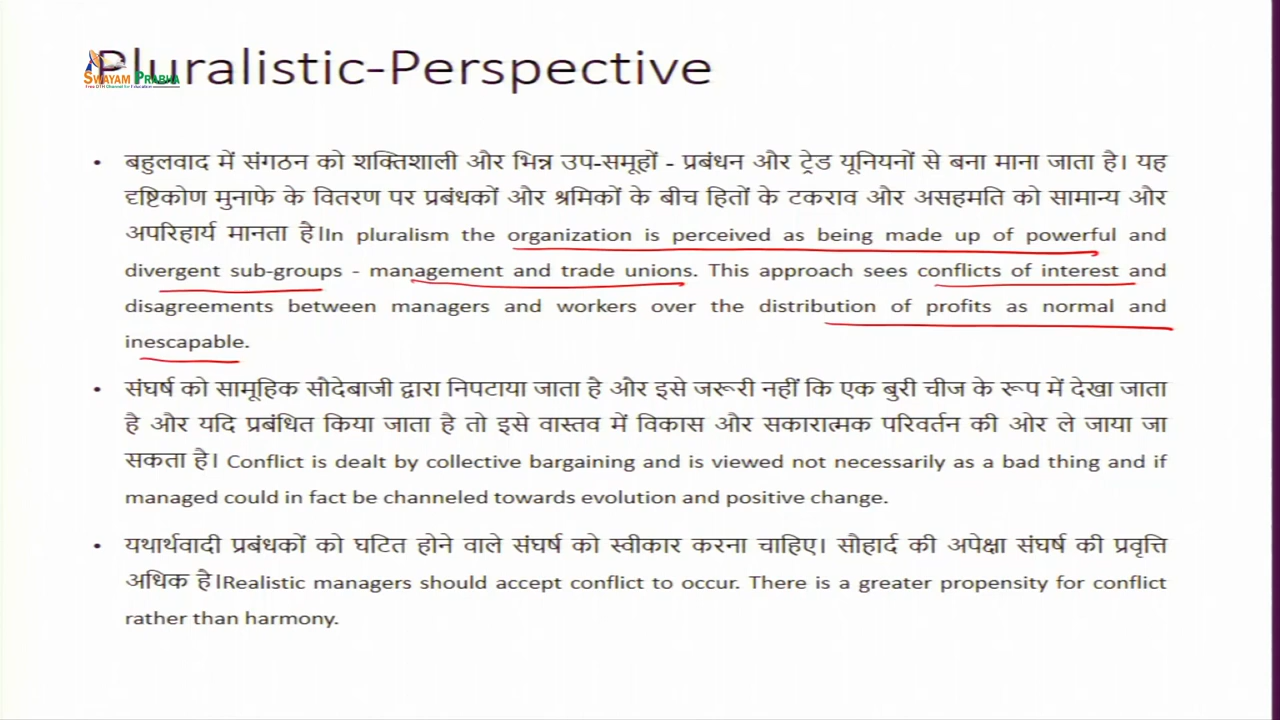 Pluralistic-Perspective
SWAYAM PRABHA
Free DTH Channel for Education
• बहुलवाद में संगठन को शक्तिशाली और भिन्न उप-समूहों - प्रबंधन और ट्रेड यूनियनों से बना माना जाता है। यह
दृष्टिकोण मुनाफे के वितरण पर प्रबंधकों और श्रमिकों के बीच हितों के टकराव और असहमति को सामान्य और
अपरिहार्य मानता है।In pluralism the organization is perceived as being made up of powerful and
divergent sub-groups - management and trade unions. This approach sees conflicts of interest and
disagreements between managers and workers over the distribution of profits as normal and
inescapable.
• संघर्ष को सामूहिक सौदेबाजी द्वारा निपटाया जाता है और इसे जरूरी नहीं कि एक बुरी चीज के रूप में देखा जाता
है और यदि प्रबंधित किया जाता है तो इसे वास्तव में विकास और सकारात्मक परिवर्तन की ओर ले जाया जा
सकता है। Conflict is dealt by collective bargaining and is viewed not necessarily as a bad thing and if
managed could in fact be channeled towards evolution and positive change.
• यथार्थवादी प्रबंधकों को घटित होने वाले संघर्ष को स्वीकार करना चाहिए। सौहार्द की अपेक्षा संघर्ष की प्रवृत्ति
अधिक है।Realistic managers should accept conflict to occur. There is a greater propensity for conflict
rather than harmony.